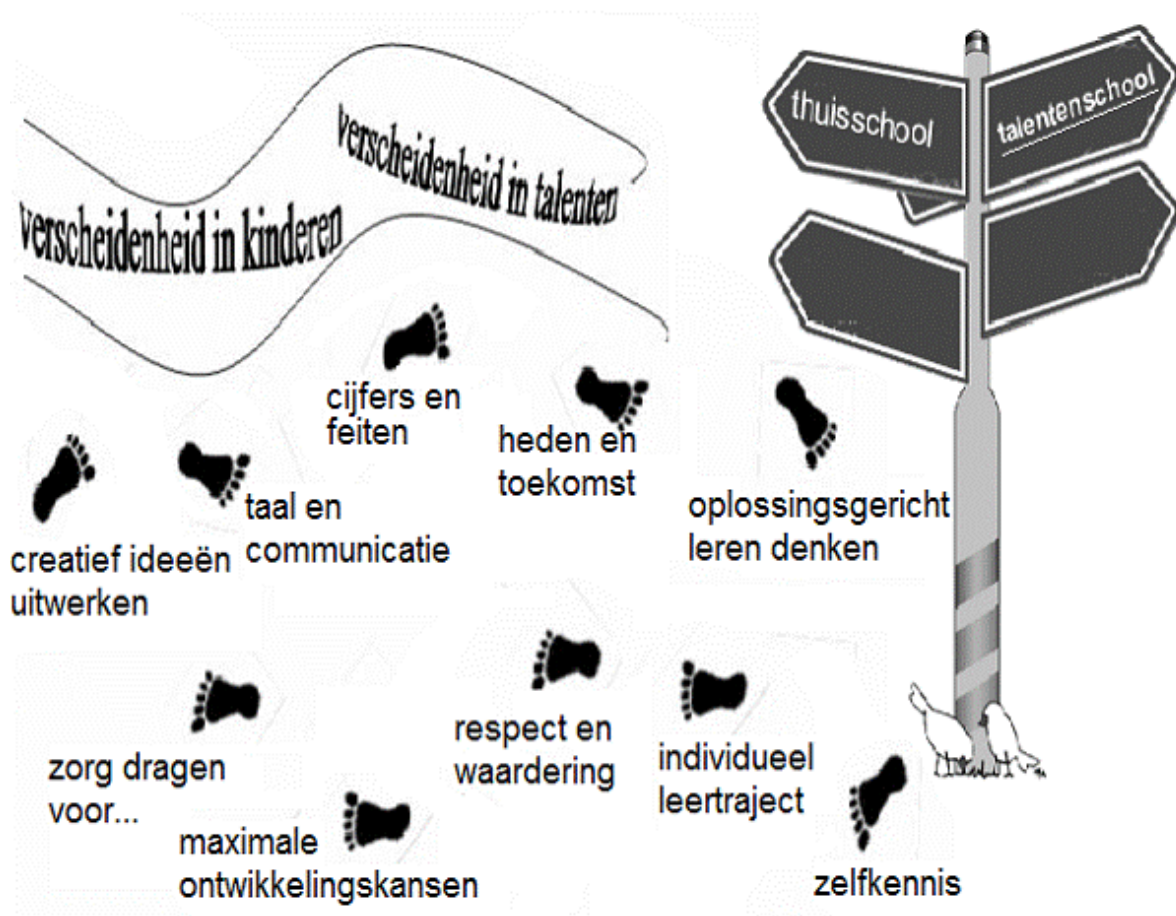 verscheidenheid in kinderen
verscheidenheid in talenten
thuisschool
talentenschool
cijfers en
feiten
heden en
toekomst
taal en
communicatie
oplossingsgericht
leren denken
creatief ideeën
uitwerken
respect en
waardering
individueel
leertraject
zorg dragen
voor...
maximale
ontwikkelingskansen
zelfkennis